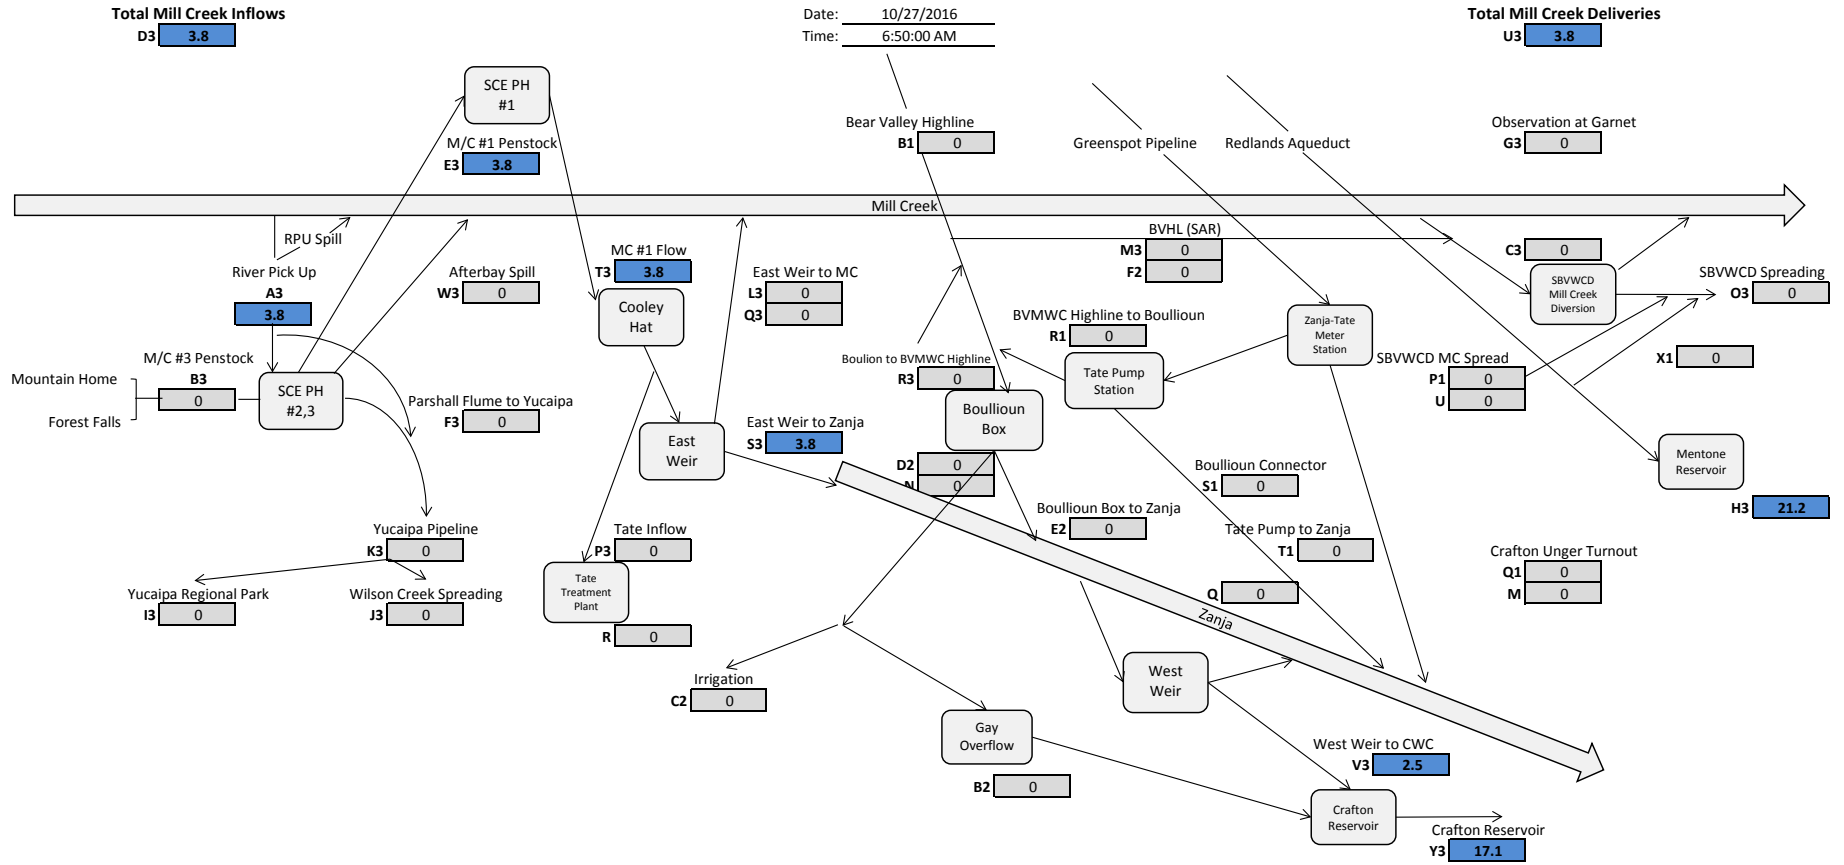 Total Mill Creek Inflows
D3 3.8
Date: 10/27/2016
Time: 6:50:00 AM
Total Mill Creek Deliveries
U3 3.8
SCE PH
#1
M/C #1 Penstock
E3 3.8
Bear Valley Highline
B1 0
Greenspot Pipeline
Redlands Aqueduct
Observation at Garnet
G3 0
Mill Creek
RPU Spill
River Pick Up
A3
3.8
Afterbay Spill
W3 0
MC #1 Flow
T3 3.8
Cooley
Hat
East Weir to MC
L3 0
Q3 0
BVHL (SAR)
M3 0
F2 0
C3 0
SBVWCD
Mill Creek
Diversion
SBVWCD Spreading
O3 0
BVMWC Highline to Boullioun
R1 0
Zanja-Tate
Meter
Station
Boulion to BVMWC Highline
R3 0
Tate Pump
Station
SBVWCD MC Spread
P1 0
U 0
X1 0
M/C #3 Penstock
B3
0
Mountain Home
Forest Falls
SCE PH
#2,3
Parshall Flume to Yucaipa
F3 0
East
Weir
East Weir to Zanja
S3 3.8
Boullioun
Box
D2 0
N 0
Boullioun Connector
S1 0
Mentone
Reservoir
H3 21.2
Boullioun Box to Zanja
E2 0
Tate Pump to Zanja
T1 0
Yucaipa Pipeline
K3 0
Tate Inflow
P3 0
Tate
Treatment
Plant
R 0
Crafton Unger Turnout
Q1 0
M 0
Yucaipa Regional Park
I3 0
Wilson Creek Spreading
J3 0
Q 0
Zanja
Irrigation
C2 0
West
Weir
Gay
Overflow
B2 0
West Weir to CWC
V3 2.5
Crafton
Reservoir
Crafton Reservoir
Y3 17.1